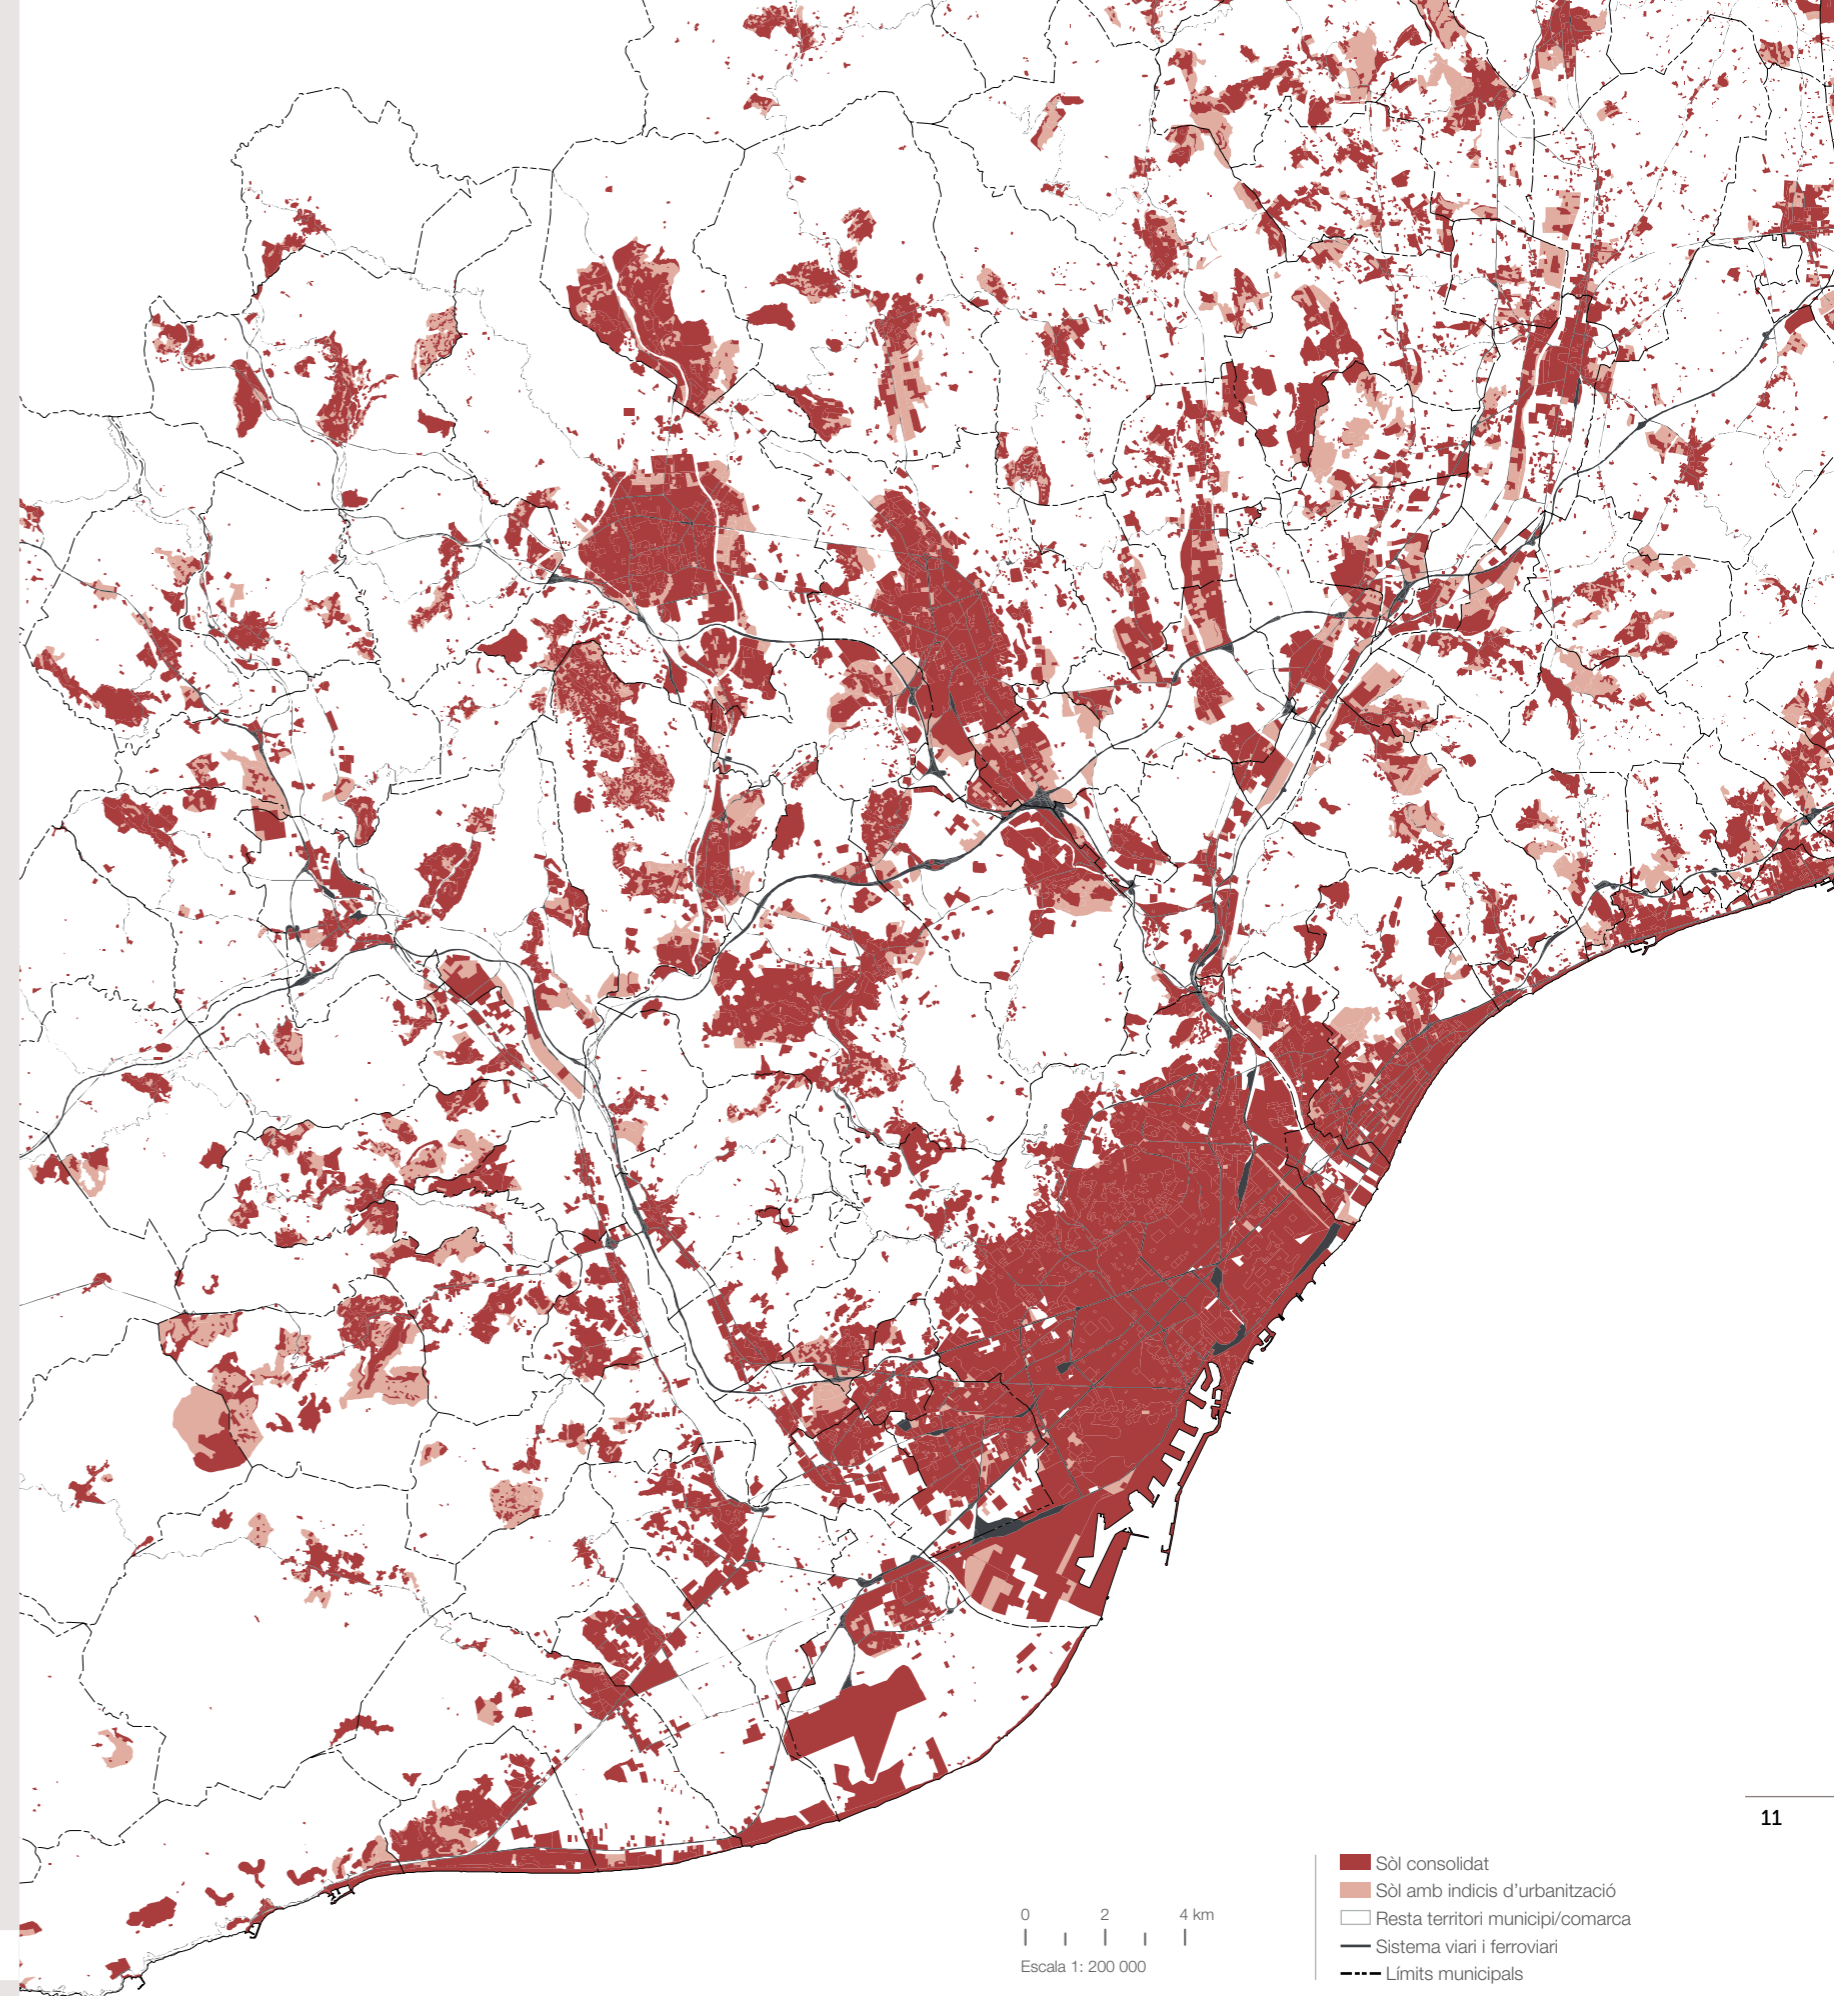 11
Sòl consolidat
Sòl amb indicis d'urbanització
Resta territori municipi/comarca
Sistema viari i ferroviari
Límits municipals
0 2 4 km
Escala 1: 200 000